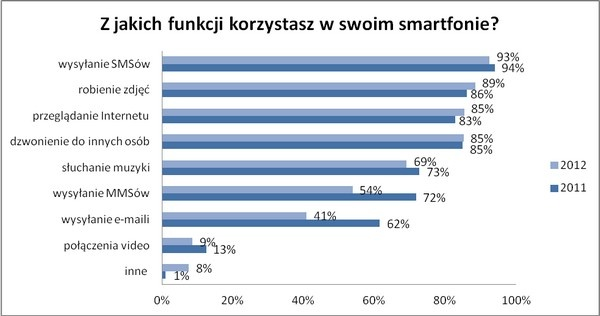 Z jakich funkcji korzystasz w swoim smartfonie?
wysyłanie SMSów 93%
94%
robienie zdjęć 89%
86%
przeglądanie Internetu 85%
83%
dzwonienie do innych osób 85%
85%
słuchanie muzyki 69%
73%
wysyłanie MMSów 54%
72%
wysyłanie e-maili 41%
62%
połączenia video 9%
13%
inne 8%
1%
2012
2011
0% 20% 40% 60% 80% 100%